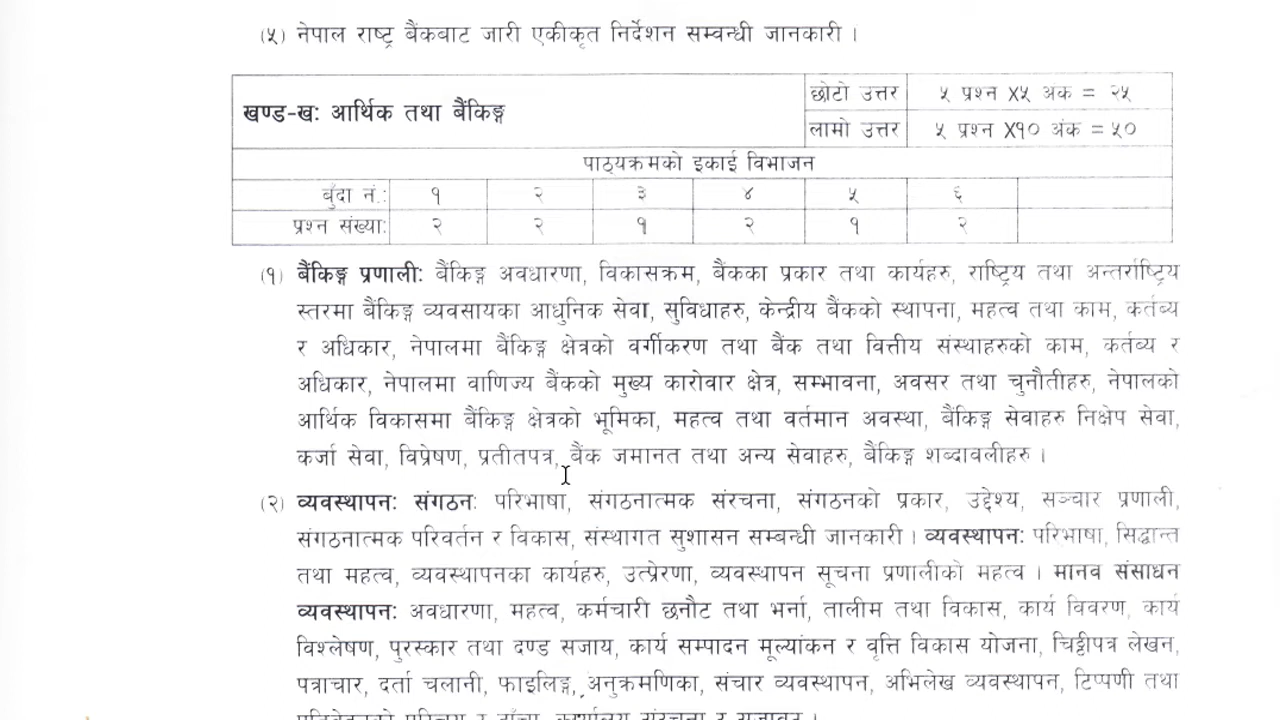 (५) नेपाल राष्ट्र बैंकबाट जारी एकीकृत निर्देशन सम्वन्धी जानकारी ।
खण्ड-खः आर्थिक तथा बैंकिङ्ग
छोटो उत्तर ५ प्रश्न X५ अंक = २५
लामो उत्तर ५ प्रश्न X१० अंक = ५०
पाठ्यक्रमको इकाई विभाजन
बुँदा नं.: १ २ ३ ४ ५ ६
प्रश्न संख्याः २ २ १ २ १ २
(१) बैंकिङ्ग प्रणालीः बैंकिङ्ग अवधारणा, विकासक्रम, बैंकका प्रकार तथा कार्यहरु, राष्ट्रिय तथा अन्तर्राष्ट्रिय
स्तरमा बैंकिङ्ग व्यवसायका आधुनिक सेवा, सुविधाहरु, केन्द्रीय बैंकको स्थापना, महत्व तथा काम, कर्तव्य
र अधिकार, नेपालमा बैंकिङ्ग क्षेत्रको वर्गीकरण तथा बैंक तथा वित्तीय संस्थाहरुको काम, कर्तव्य र
अधिकार, नेपालमा वाणिज्य बैंकको मुख्य कारोवार क्षेत्र, सम्भावना, अवसर तथा चुनौतीहरु, नेपालको
आर्थिक विकासमा बैंकिङ्ग क्षेत्रको भूमिका, महत्व तथा वर्तमान अवस्था, बैंकिङ्ग सेवाहरु निक्षेप सेवा,
कर्जा सेवा, विप्रेषण, प्रतीतपत्र, बैंक जमानत तथा अन्य सेवाहरु, बैंकिङ्ग शब्दावलीहरु ।
(२) व्यवस्थापनः संगठनः परिभाषा, संगठनात्मक संरचना, संगठनको प्रकार, उद्देश्य, सञ्चार प्रणाली,
संगठनात्मक परिवर्तन र विकास, संस्थागत सुशासन सम्बन्धी जानकारी । व्यवस्थापनः परिभाषा, सिद्धान्त
तथा महत्व, व्यवस्थापनका कार्यहरु, उत्प्रेरणा, व्यवस्थापन सूचना प्रणालीको महत्व । मानव संसाधन
व्यवस्थापनः अवधारणा, महत्व, कर्मचारी छनौट तथा भर्ना, तालीम तथा विकास, कार्य विवरण, कार्य
विश्लेषण, पुरस्कार तथा दण्ड सजाय, कार्य सम्पादन मूल्यांकन र वृत्ति विकास योजना, चिट्ठीपत्र लेखन,
पत्राचार, दर्ता चलानी, फाइलिङ्ग, अनुक्रमणिका, संचार व्यवस्थापन, अभिलेख व्यवस्थापन, टिप्पणी तथा